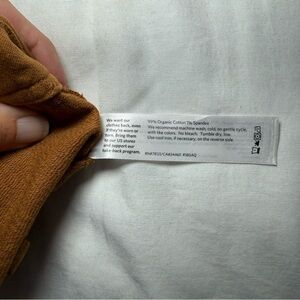 We want our
clothes back, even
if they're worn or
torn. Bring them
to our US stores
and support our
take-back program.
99% Organic Cotton 1% Spandex
We recommend machine wash, cold, on gentle cycle,
with like colors. No bleach. Tumble dry, low.
Use cool iron, if necessary, on the reverse side.